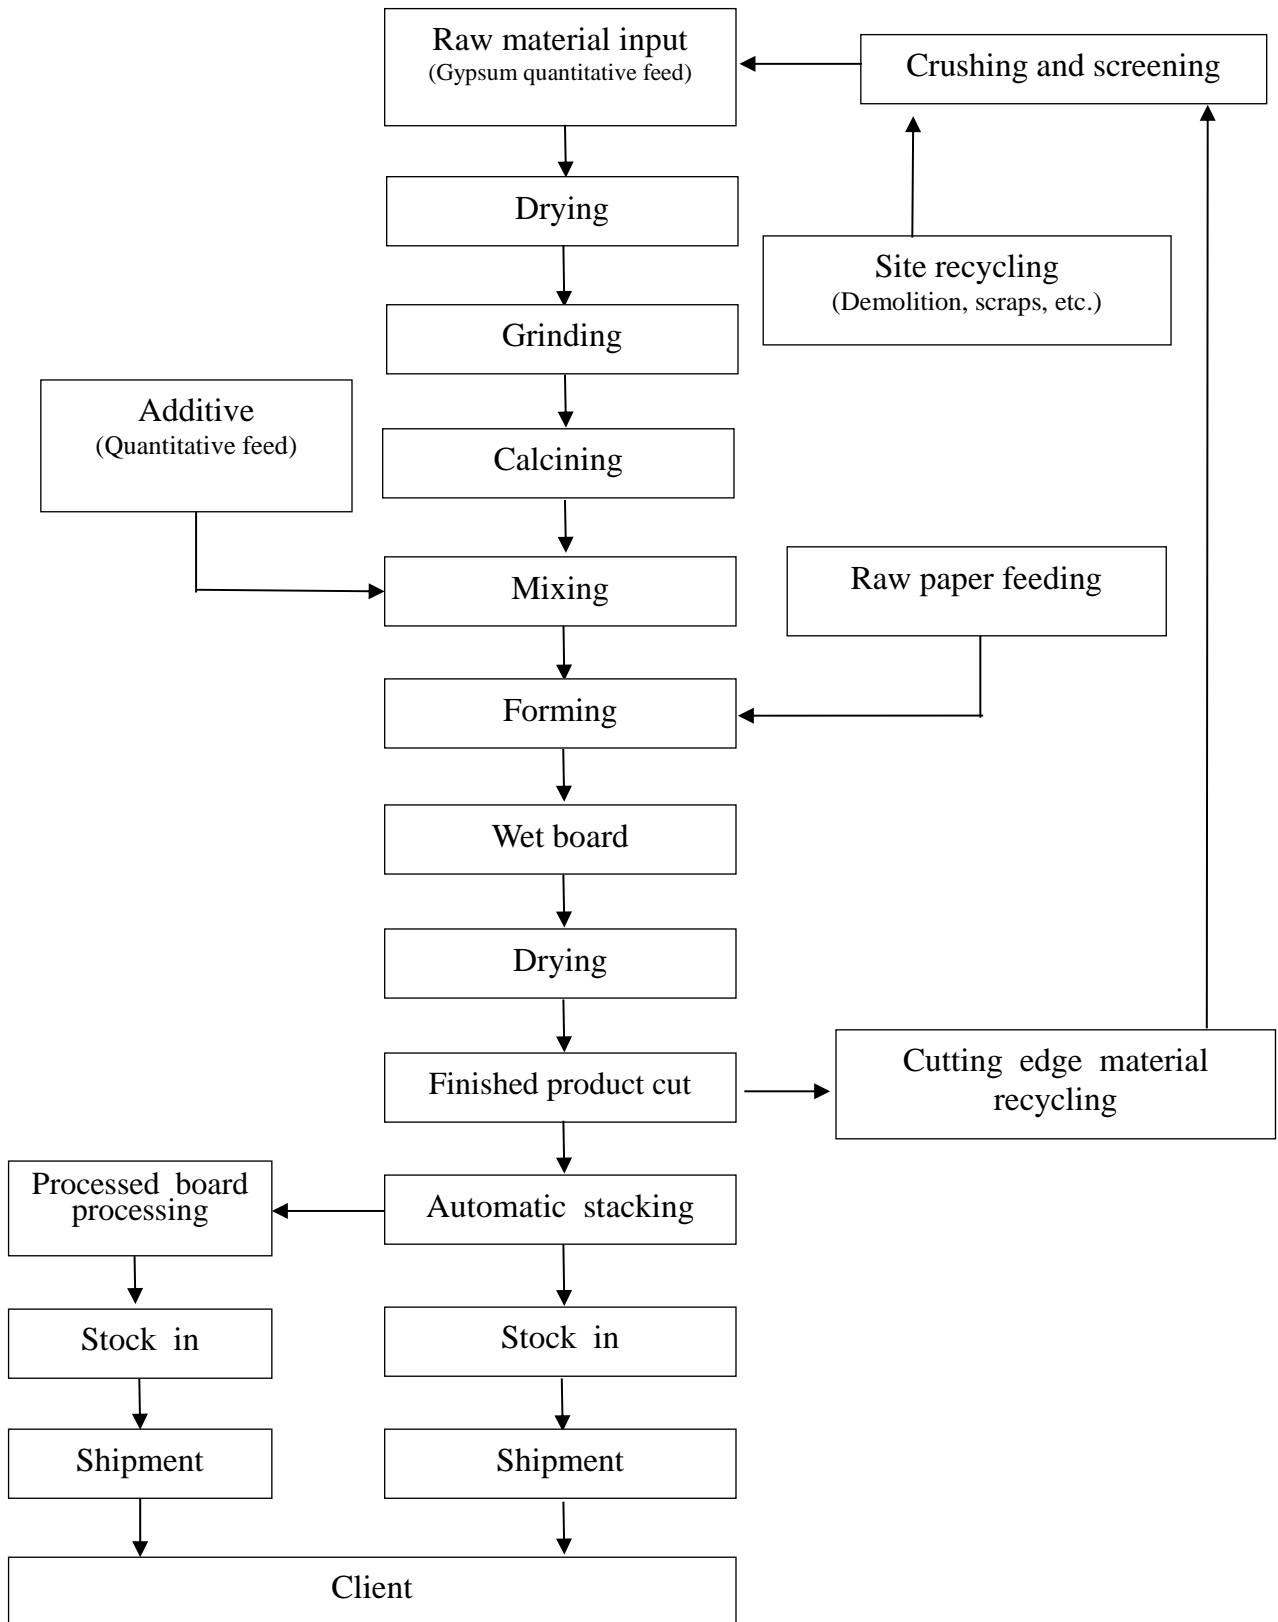 Raw material input
(Gypsum quantitative feed)
Crushing and screening
Drying
Site recycling
(Demolition, scraps, etc.)
Grinding
Additive
(Quantitative feed)
Calcining
Mixing
Raw paper feeding
Forming
Wet board
Drying
Finished product cut
Cutting edge material
recycling
Processed board
processing
Automatic stacking
Stock in
Stock in
Shipment
Shipment
Client